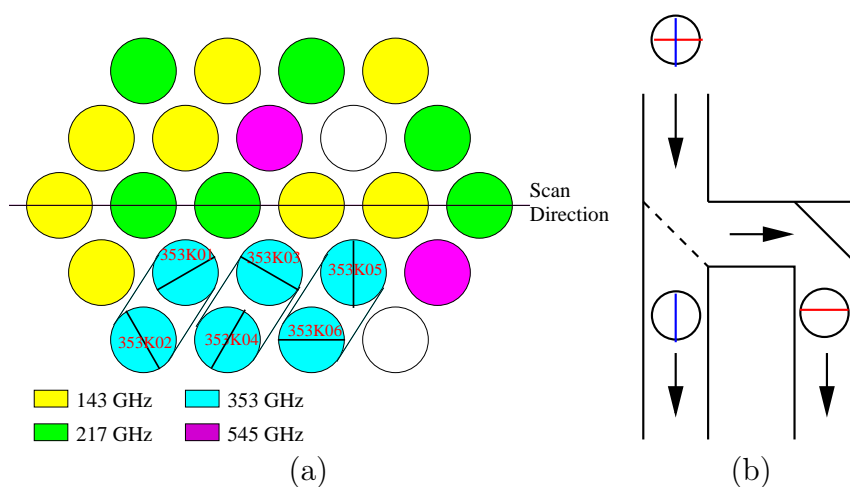 Scan
Direction
353K01
353K03
353K05
353K02
353K04
353K06
143 GHz
353 GHz
217 GHz
545 GHz
(a)
(b)